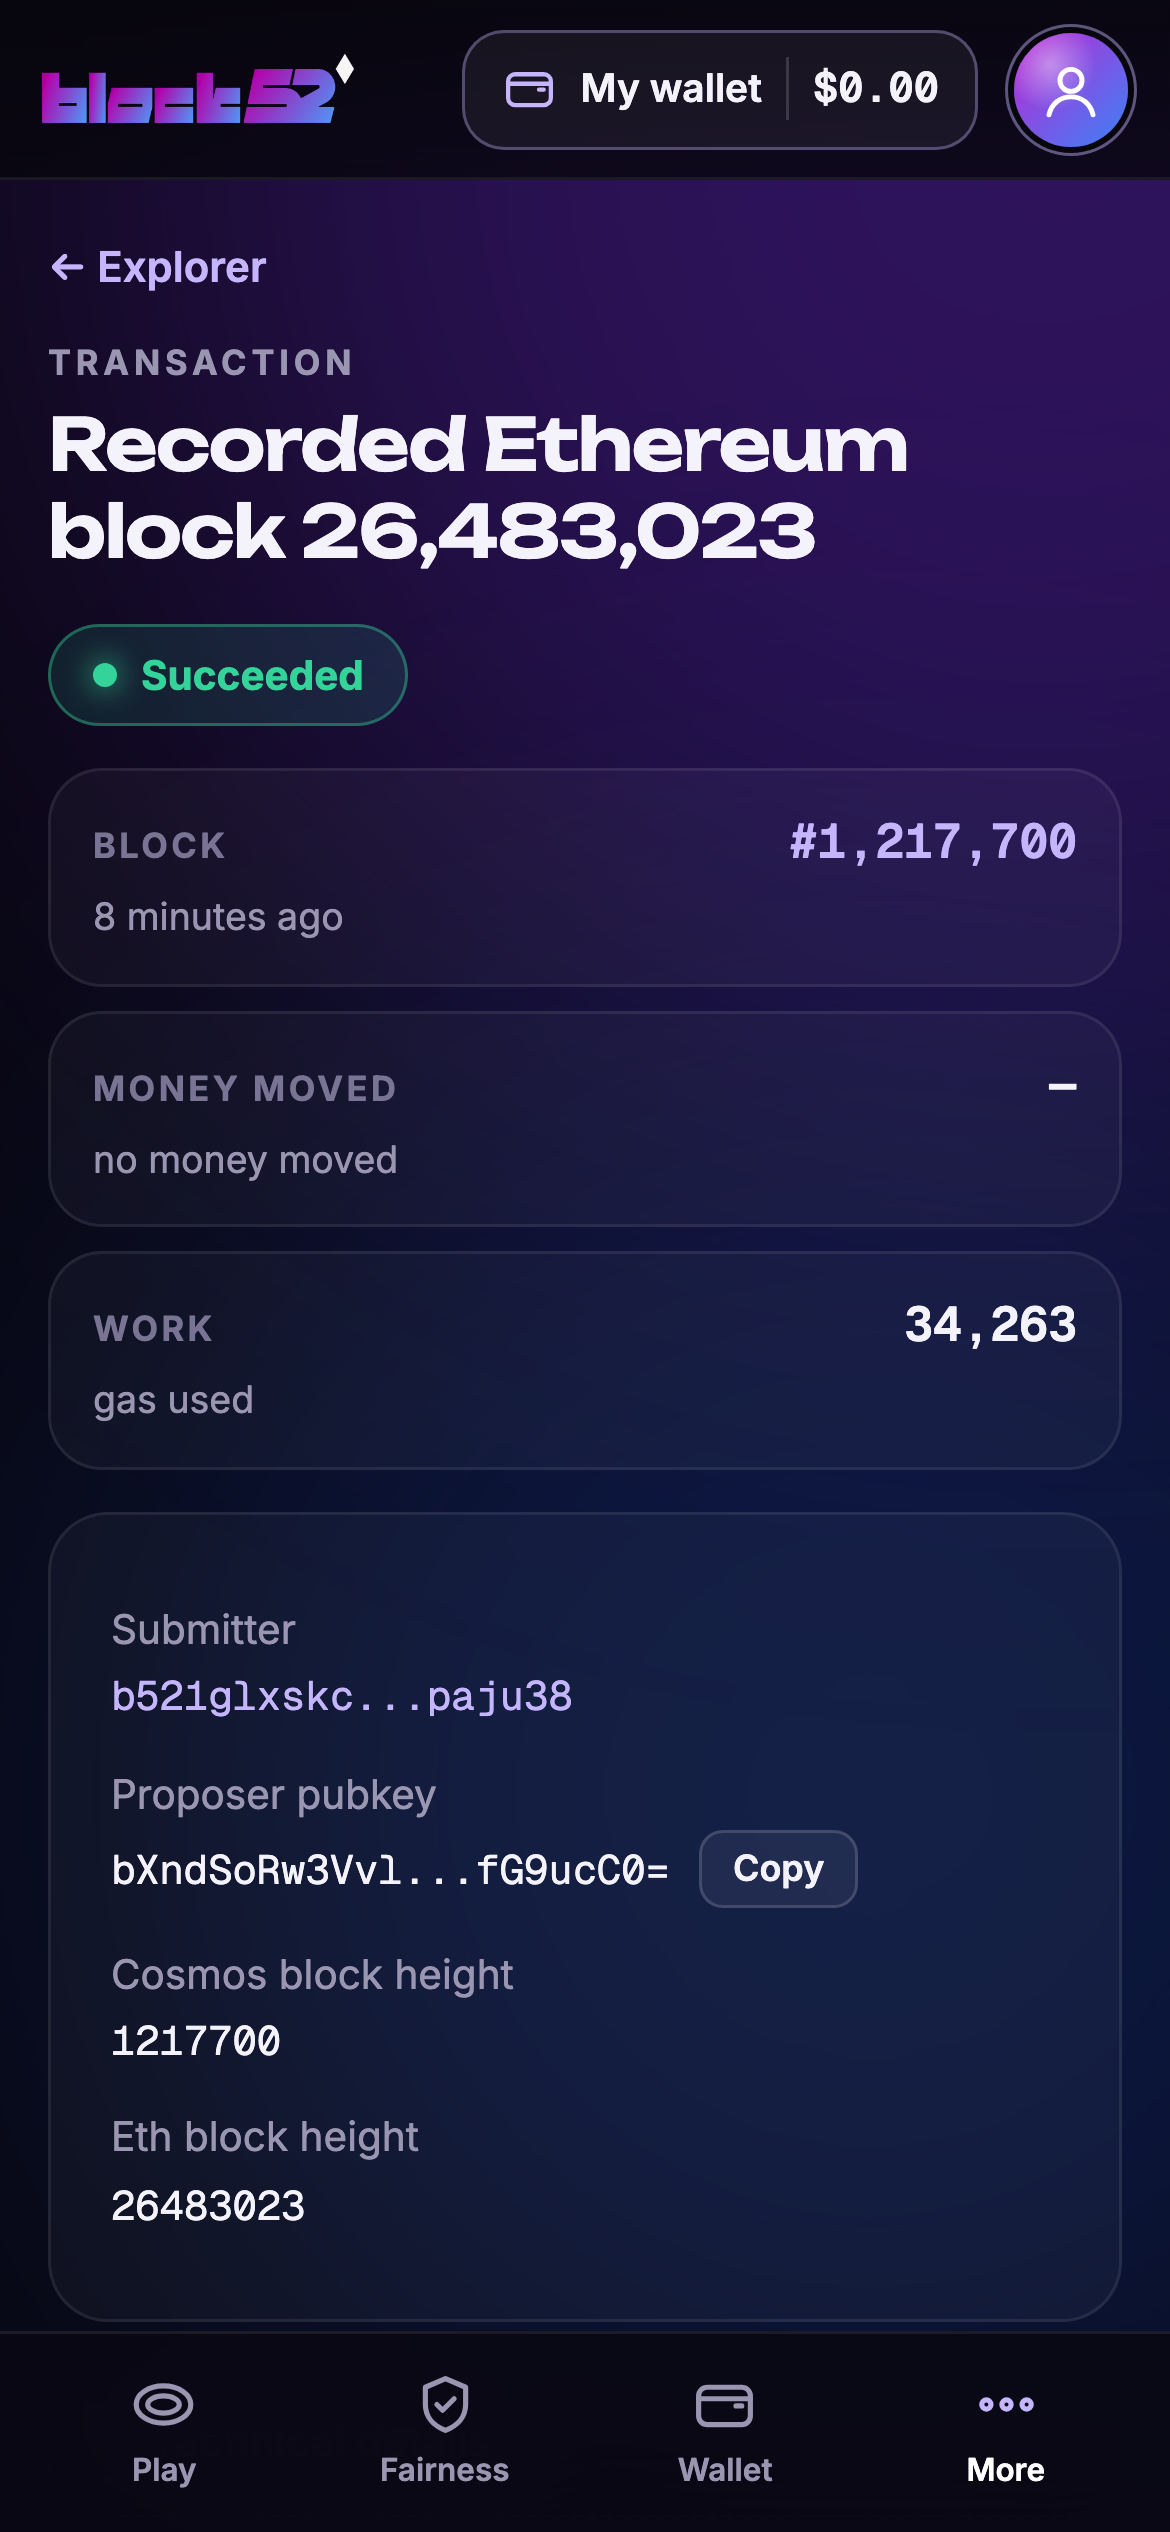 block52
My wallet $0.00
← Explorer
TRANSACTION
Recorded Ethereum
block 26,483,023
Succeeded
BLOCK #1,217,700
8 minutes ago
MONEY MOVED –
no money moved
WORK 34,263
gas used
Submitter
b521glxskc...paju38
Proposer pubkey
bXndSoRw3Vvl...fG9ucC0= Copy
Cosmos block height
1217700
Eth block height
26483023
Play Fairness Wallet More